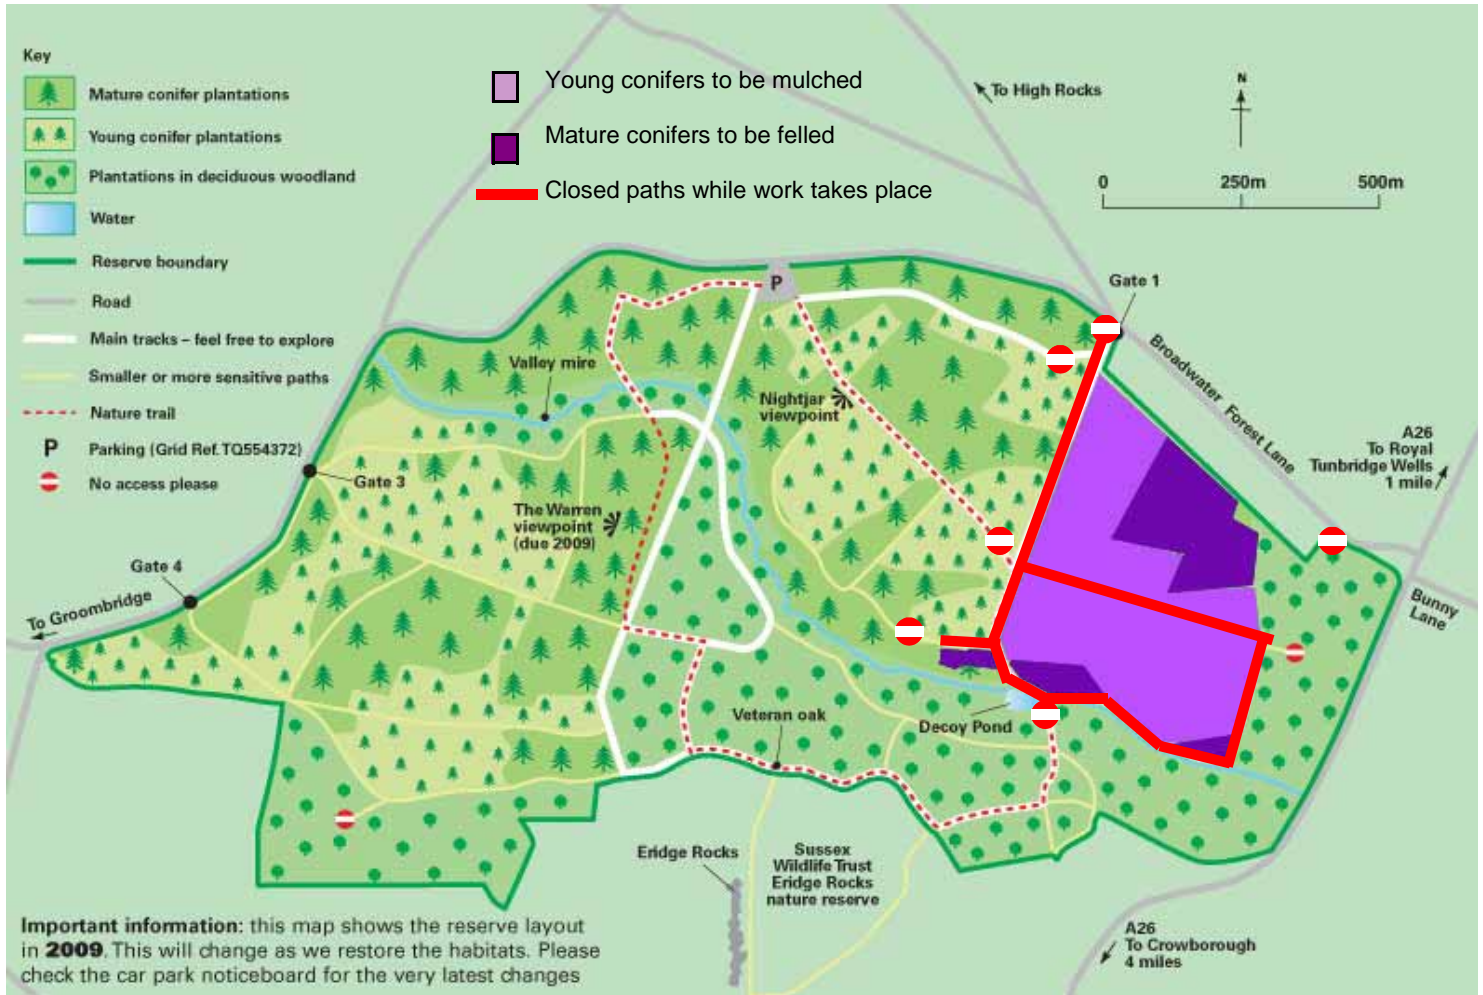 Key
Mature conifer plantations
Young conifer plantations
Plantations in deciduous woodland
Water
Reserve boundary
Road
Main tracks – feel free to explore
Smaller or more sensitive paths
Nature trail
P
Parking (Grid Ref. TQ554372)
No access please
Young conifers to be mulched
Mature conifers to be felled
Closed paths while work takes place
To High Rocks
N
0 250m 500m
Gate 1
P
Broadwater Forest Lane
A26
To Royal
Tunbridge Wells
1 mile
Valley mire
Nightjar
viewpoint
Gate 3
The Warren
viewpoint
(due 2009)
Gate 4
To Groombridge
Bunny
Lane
Veteran oak
Decoy Pond
Eridge Rocks
Sussex
Wildlife Trust
Eridge Rocks
nature reserve
A26
To Crowborough
4 miles
Important information: this map shows the reserve layout
in 2009. This will change as we restore the habitats. Please
check the car park noticeboard for the very latest changes